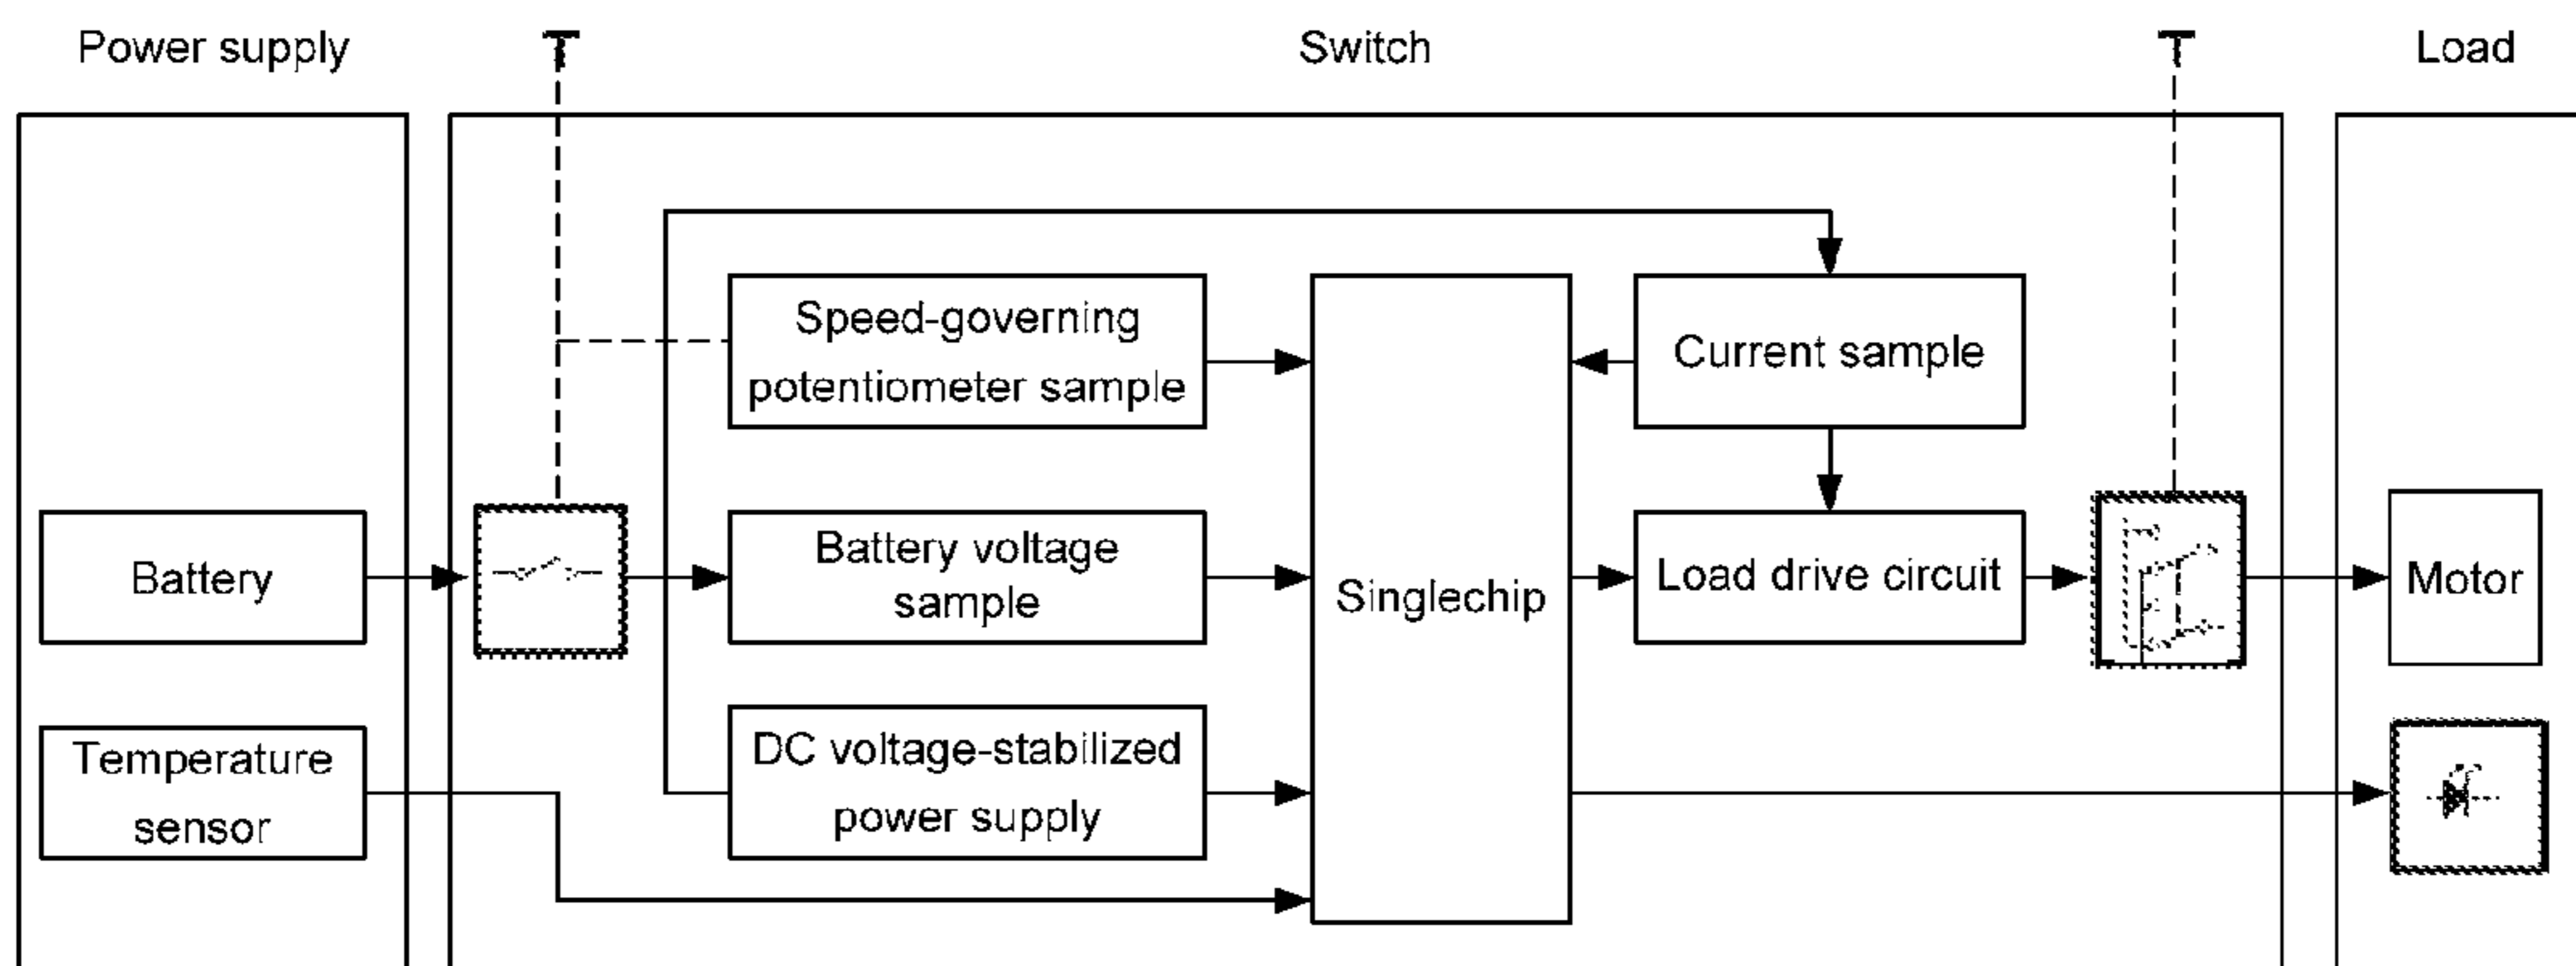 Power supply
Switch
Load
Speed-governing
potentiometer sample
Current sample
Battery
Battery voltage
sample
Singlechip
Load drive circuit
Motor
Temperature
sensor
DC voltage-stabilized
power supply